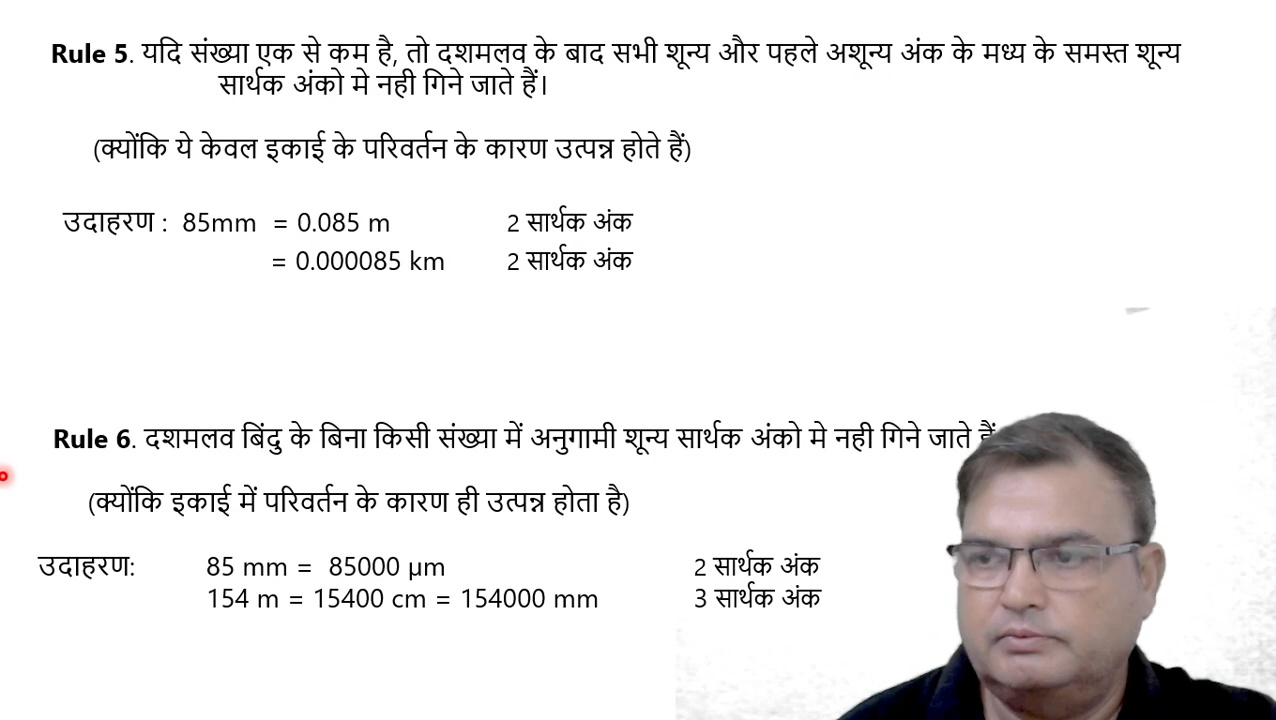 Rule 5. यदि संख्या एक से कम है, तो दशमलव के बाद सभी शून्य और पहले अशून्य अंक के मध्य के समस्त शून्य
सार्थक अंको मे नही गिने जाते हैं।
(क्योंकि ये केवल इकाई के परिवर्तन के कारण उत्पन्न होते हैं)
उदाहरण : 85mm = 0.085 m 2 सार्थक अंक
= 0.000085 km 2 सार्थक अंक
Rule 6. दशमलव बिंदु के बिना किसी संख्या में अनुगामी शून्य सार्थक अंको मे नही गिने जाते हैं
(क्योंकि इकाई में परिवर्तन के कारण ही उत्पन्न होता है)
उदाहरण: 85 mm = 85000 µm 2 सार्थक अंक
154 m = 15400 cm = 154000 mm 3 सार्थक अंक